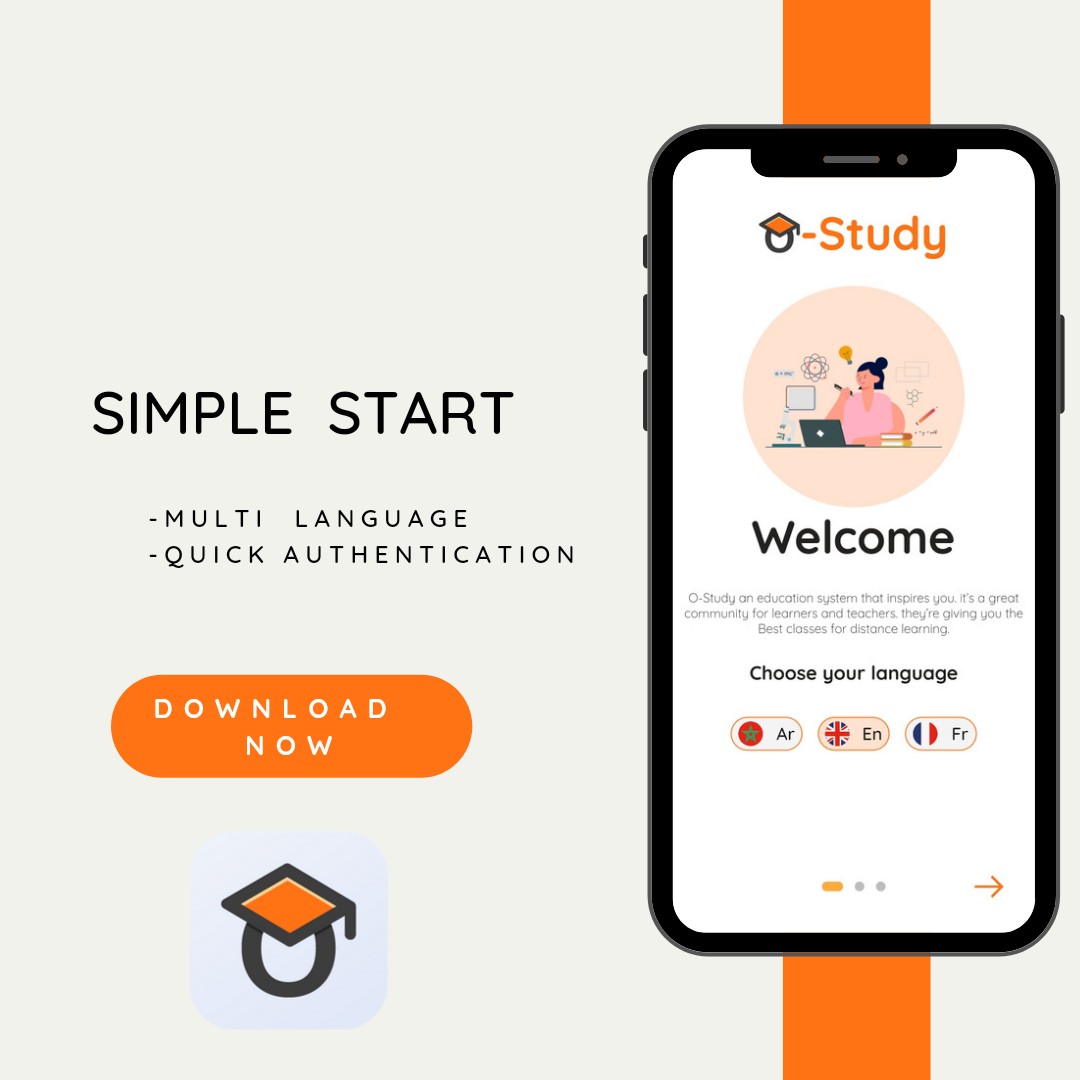 SIMPLE START
-MULTI LANGUAGE
-QUICK AUTHENTICATION
DOWNLOAD
NOW
O-Study
Welcome
O-Study an education system that inspires you. it's a great
community for learners and teachers. they're giving you the
Best classes for distance learning.
Choose your language
Ar
En
Fr